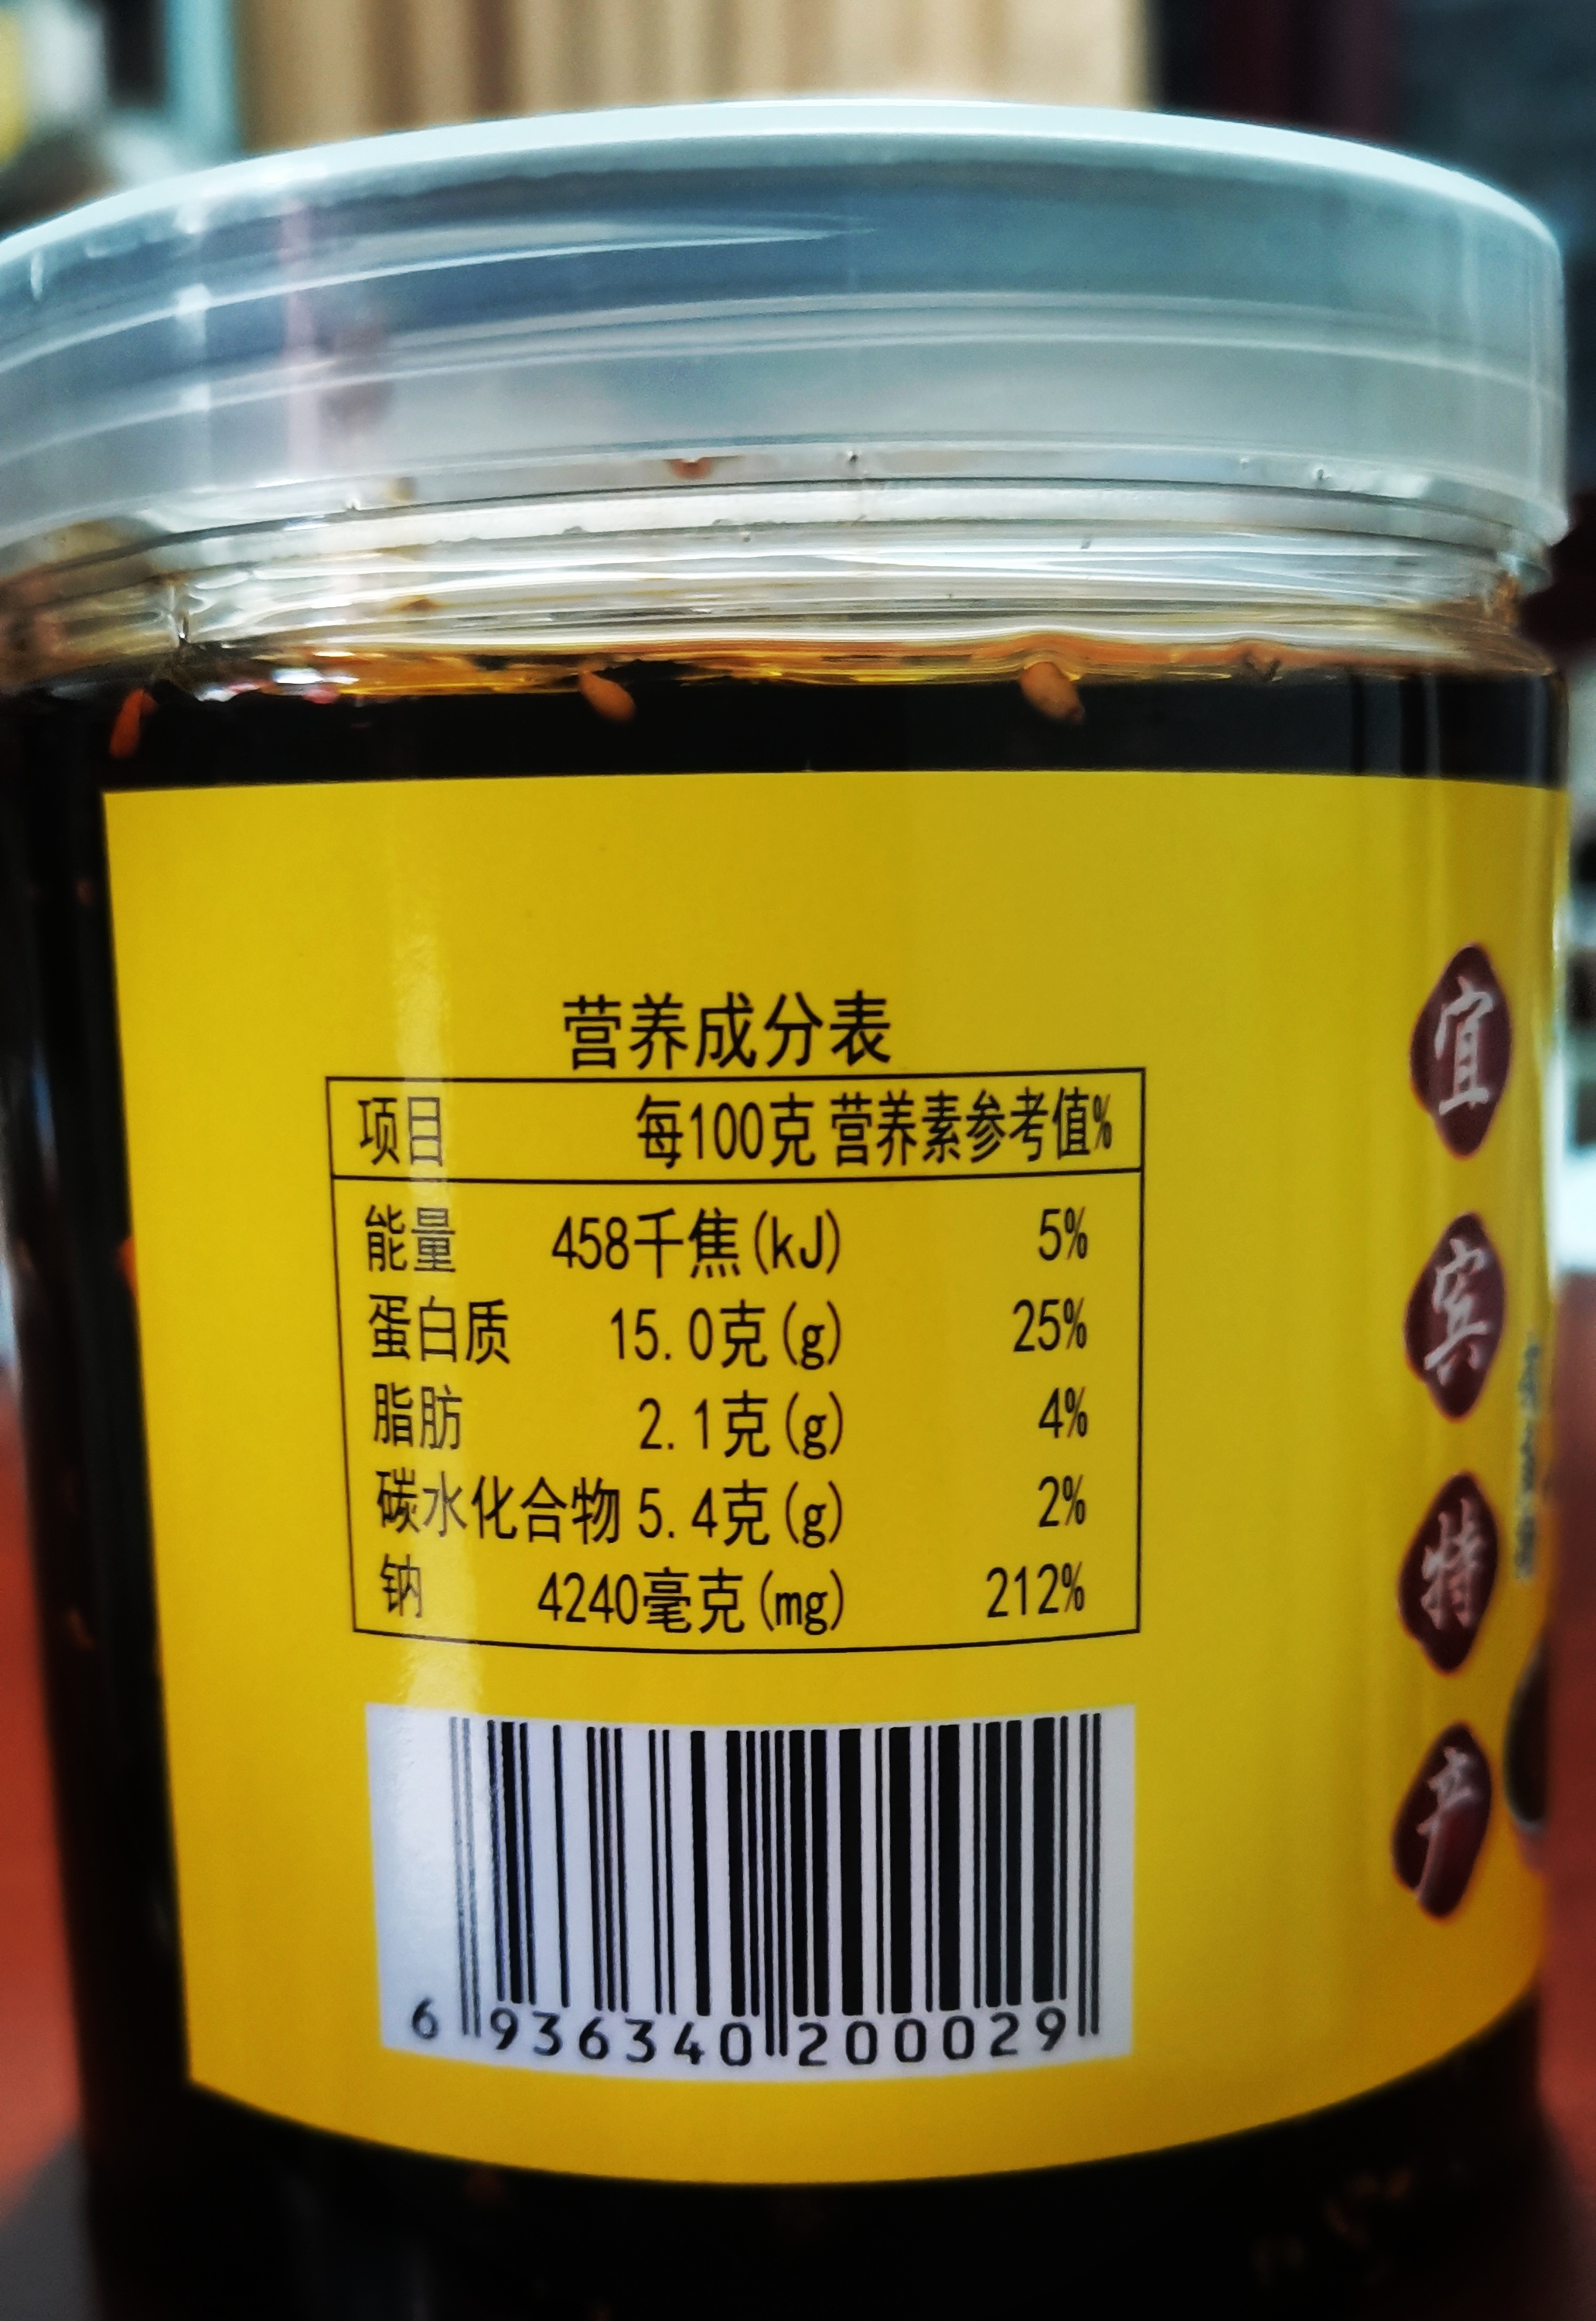 营养成分表
项目 每100克 营养素参考值%
能量 458千焦(kJ) 5%
蛋白质 15.0克(g) 25%
脂肪 2.1克(g) 4%
碳水化合物 5.4克(g) 2%
钠 4240毫克(mg) 212%
6 936340 200029
宜宾特产